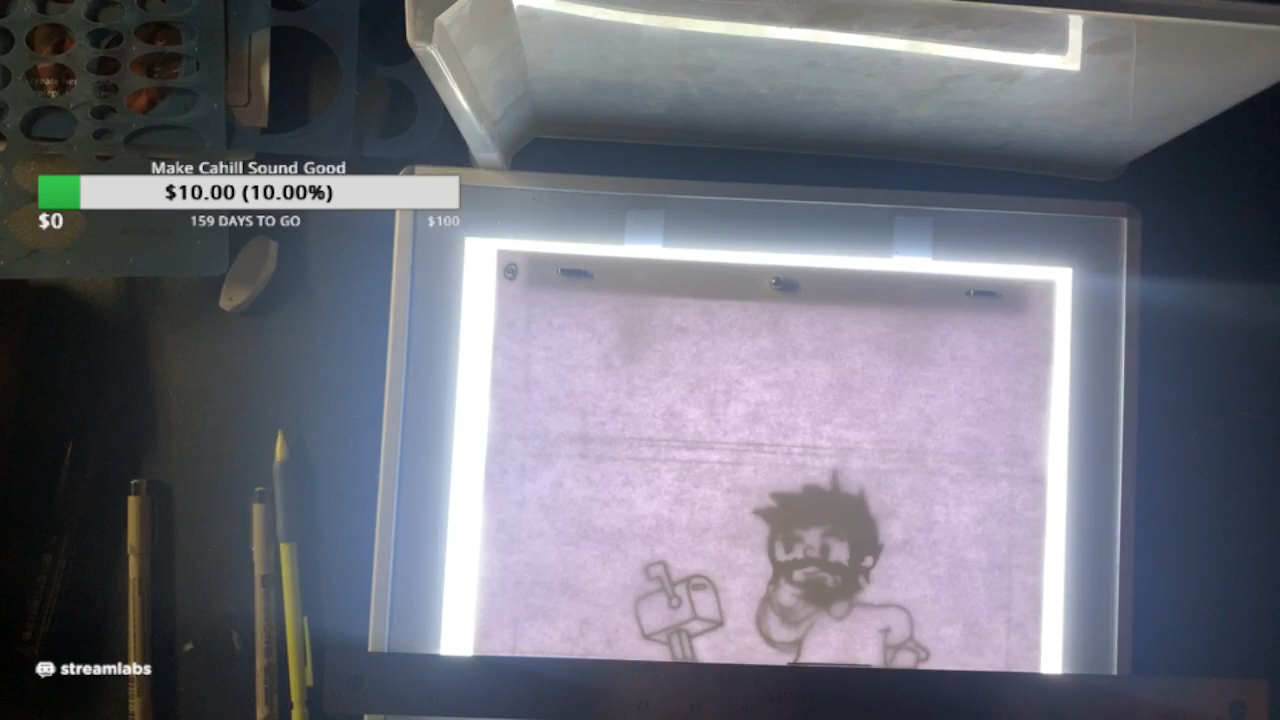 Make Cahill Sound Good
$10.00 (10.00%)
$0
159 DAYS TO GO
$100
streamlabs